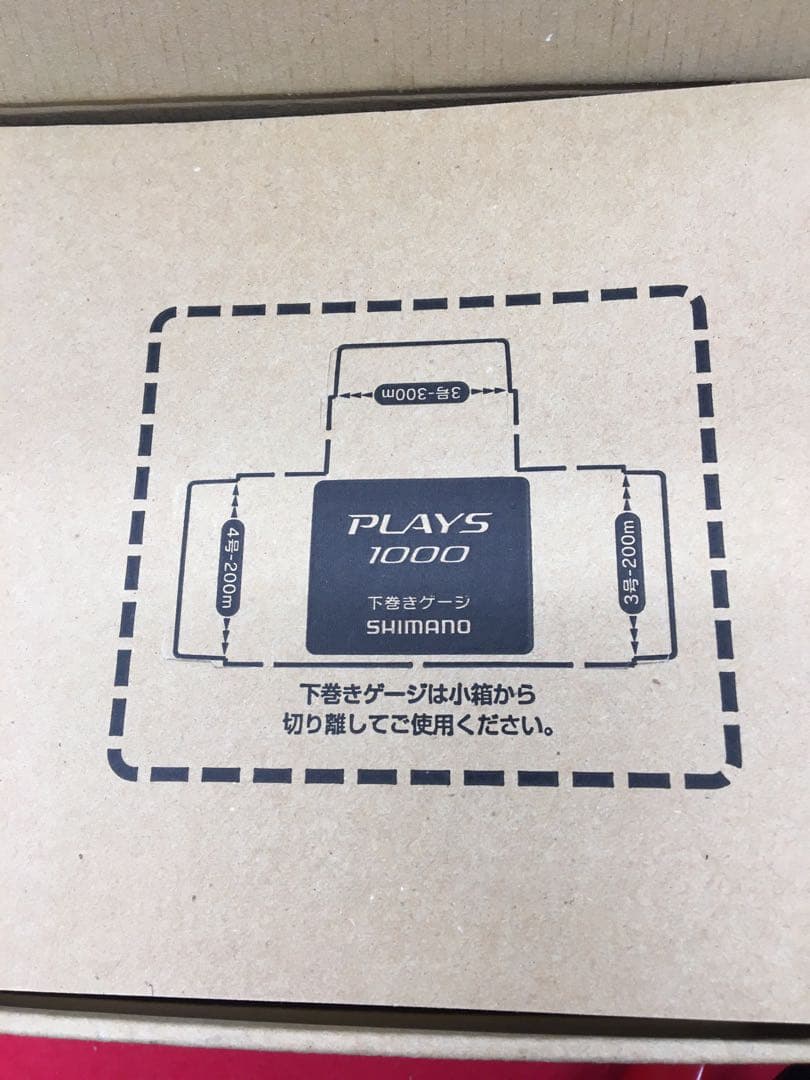 3号-300m
4号-200m
3号-200m
PLAYS
1000
下巻きゲージ
SHIMANO
下巻きゲージは小箱から
切り離してご使用ください。